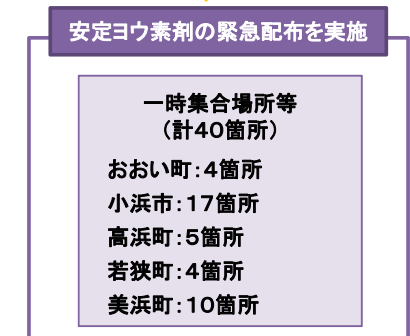 安定ヨウ素剤の緊急配布を実施
一時集合場所等
（計４０箇所）
おおい町：４箇所
小浜市：１７箇所
高浜町：５箇所
若狭町：４箇所
美浜町：１０箇所